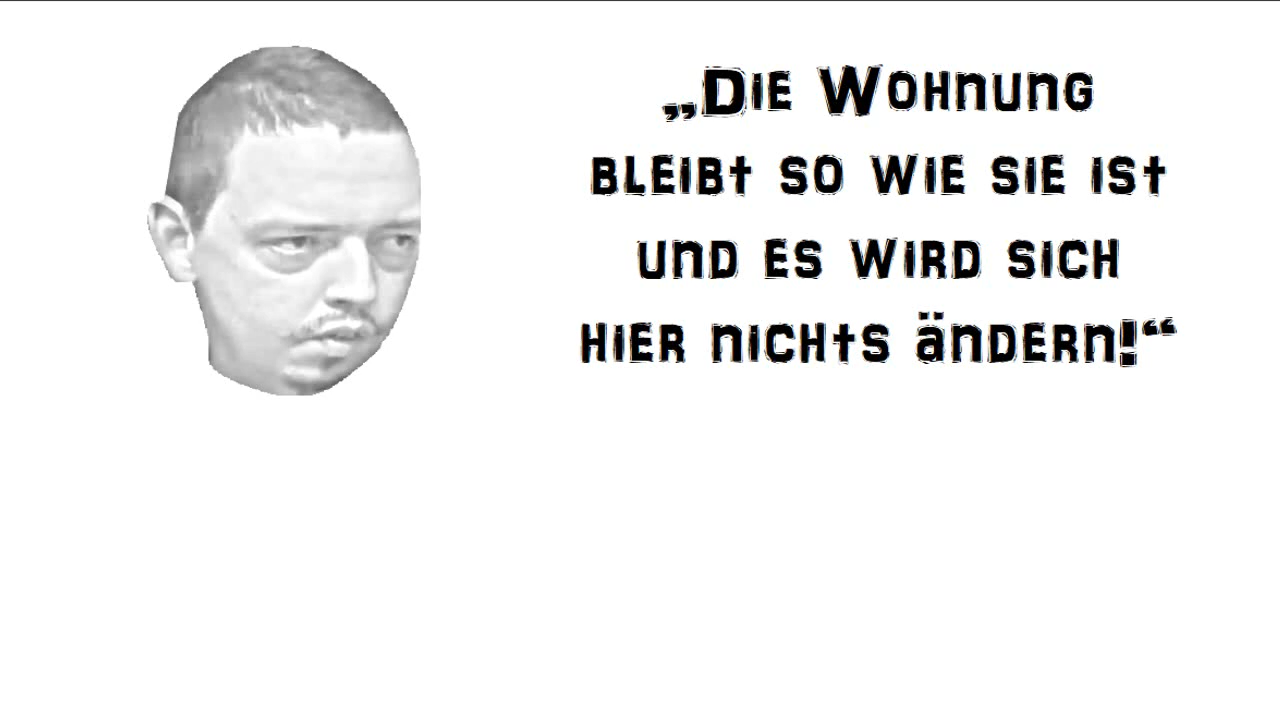 „Die Wohnung
bleibt so wie sie ist
und es wird sich
hier nichts ändern!“